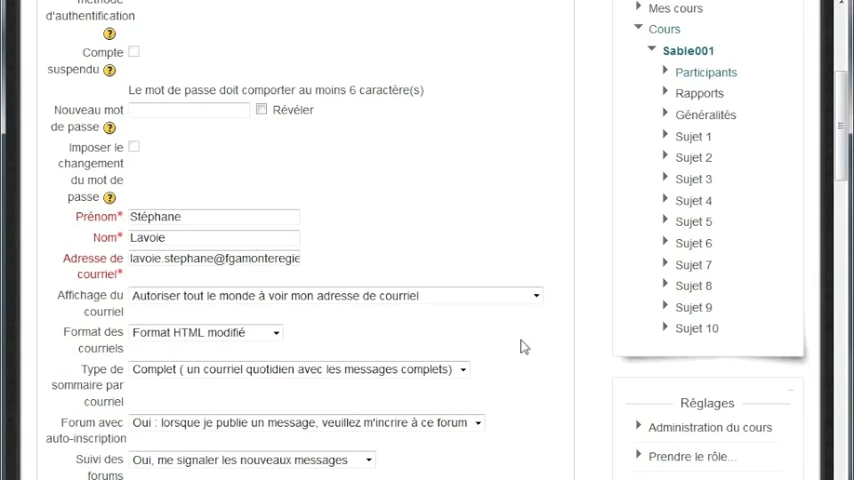 méthode
d'authentification
Compte
suspendu
Le mot de passe doit comporter au moins 6 caractère(s)
Nouveau mot
de passe
Révéler
Imposer le
changement
du mot de
passe
Prénom*
Stéphane
Nom*
Lavoie
Adresse de
courriel*
lavoie.stephane@fgamonteregie
Affichage du
courriel
Autoriser tout le monde à voir mon adresse de courriel
Format des
courriels
Format HTML modifié
Type de
sommaire par
courriel
Complet ( un courriel quotidien avec les messages complets)
Forum avec
auto-inscription
Oui : lorsque je publie un message, veuillez m'incrire à ce forum
Suivi des
forums
Oui, me signaler les nouveaux messages
Mes cours
Cours
Sable001
Participants
Rapports
Généralités
Sujet 1
Sujet 2
Sujet 3
Sujet 4
Sujet 5
Sujet 6
Sujet 7
Sujet 8
Sujet 9
Sujet 10
Réglages
Administration du cours
Prendre le rôle...